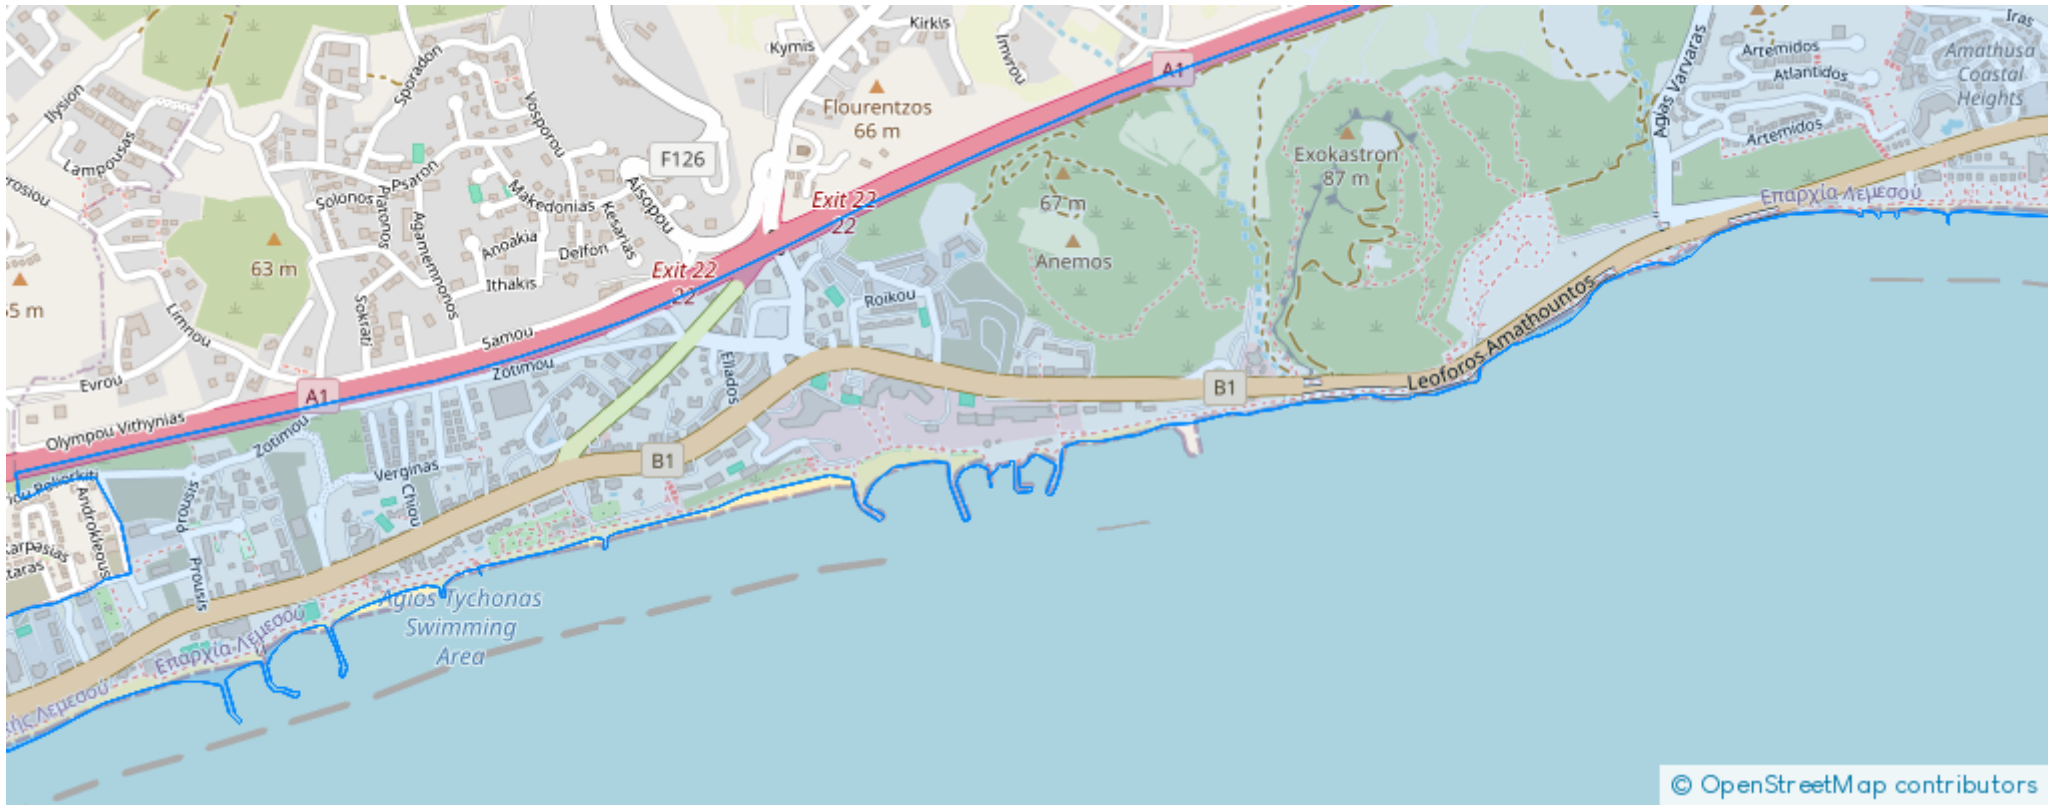 Kirkis
Kymis
Imvrou
Iras
Artemidos
Amathusa
Coastal
Heights
Atlantidos
Artemidos
Agias Varvaras
A1
Ilysion
Sporadon
Vosporou
Flourentzos
66 m
F126
Lampousas
Psaron
Solonos
Platonos
Makedonias
Aisopou
Kesarias
Agamemnonos
Anoakia
Delfon
Ithakis
Exokastron
87 m
67 m
Anemos
Exit 22
22
Exit 22
22
Επαρχία Λεμεσού
63 m
Limnou
Sokrati
Samou
Zotimou
Roikou
Eliados
Evrou
A1
Olympou Vithynias
B1
Leoforos Amathountos
Zotimou
Verginas
Chiou
B1
Androkleous
Prousis
Prousis
Agios Tychonas
Swimming
Area
Επαρχία Λεμεσού
© OpenStreetMap contributors